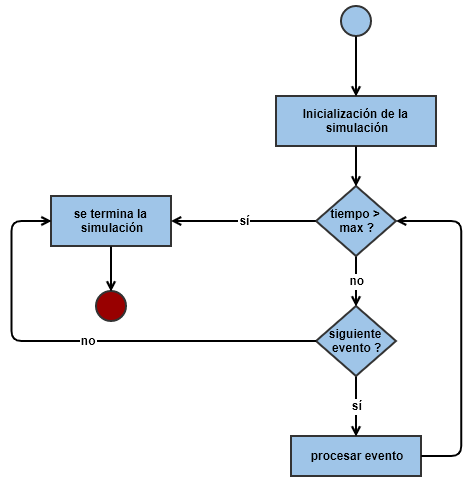 Inicialización de la
simulación
tiempo >
max ?
sí
se termina la
simulación
no
siguiente
evento ?
no
sí
procesar evento